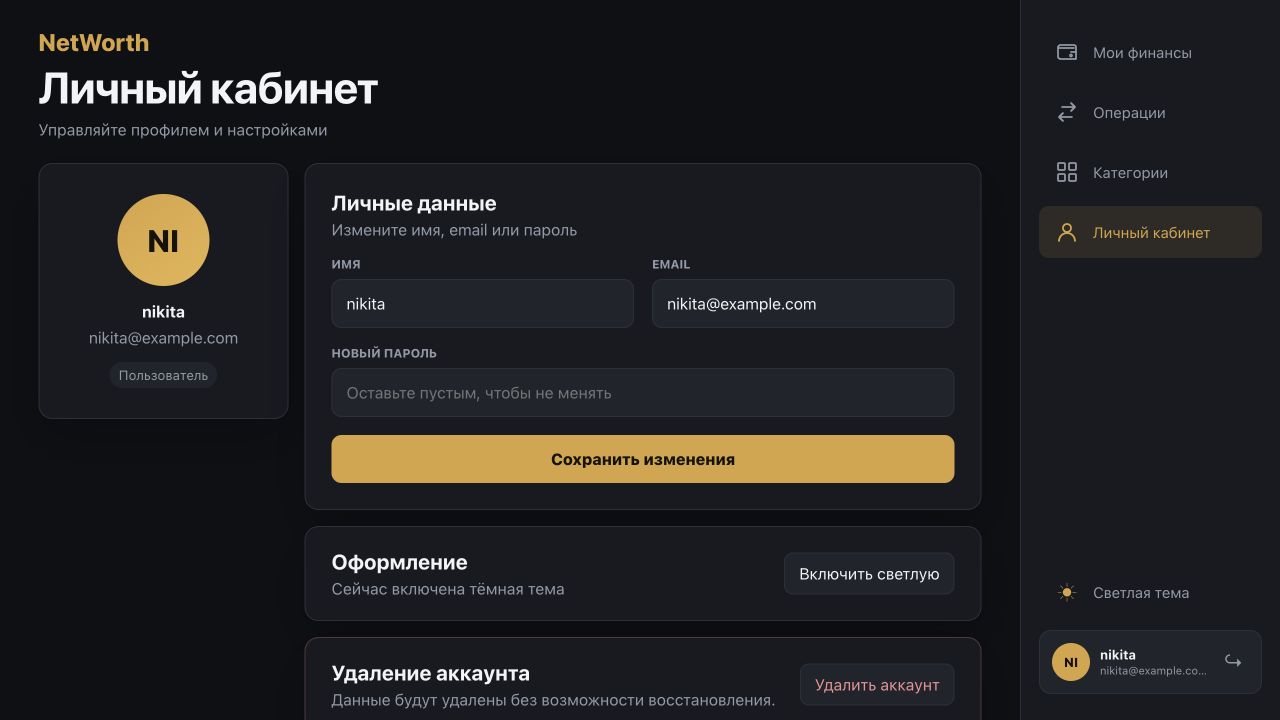 NetWorth
Личный кабинет
Управляйте профилем и настройками
NI
nikita
nikita@example.com
Пользователь
Личные данные
Измените имя, email или пароль
ИМЯ
EMAIL
nikita
nikita@example.com
НОВЫЙ ПАРОЛЬ
Оставьте пустым, чтобы не менять
Сохранить изменения
Оформление
Сейчас включена тёмная тема
Включить светлую
Удаление аккаунта
Данные будут удалены без возможности восстановления.
Удалить аккаунт
Мои финансы
Операции
Категории
Личный кабинет
Светлая тема
NI
nikita
nikita@example.co...